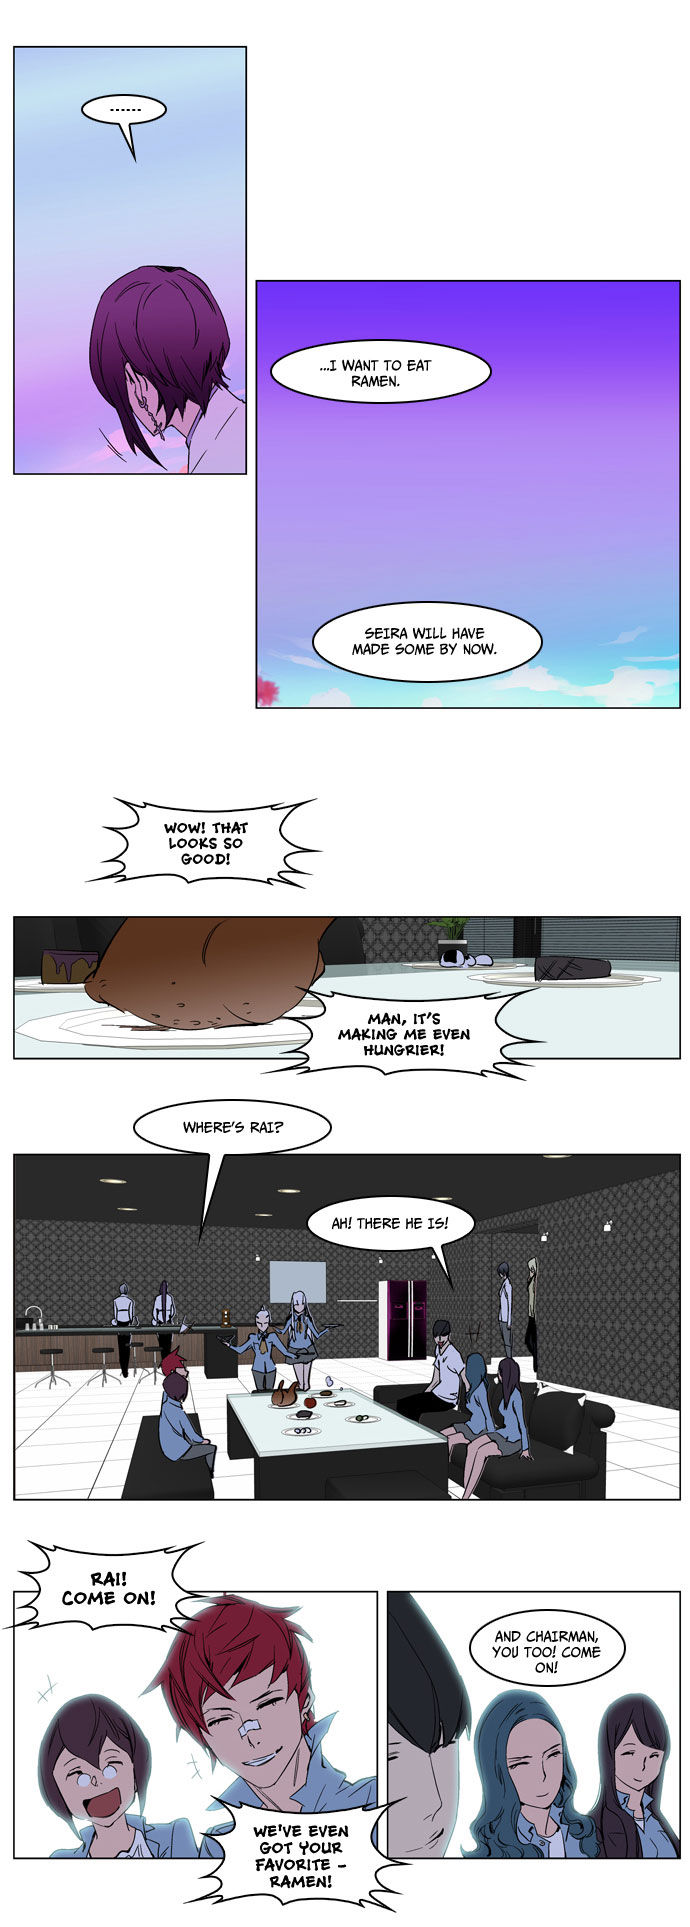 ------
...I WANT TO EAT
RAMEN.
SEIRA WILL HAVE
MADE SOME BY NOW.
WOW! THAT
LOOKS SO
GOOD!
MAN, IT'S
MAKING ME EVEN
HUNGRIER!
WHERE'S RAI?
AH! THERE HE IS!
RAI!
COME ON!
AND CHAIRMAN,
YOU TOO! COME
ON!
WE'VE EVEN
GOT YOUR
FAVORITE -
RAMEN!